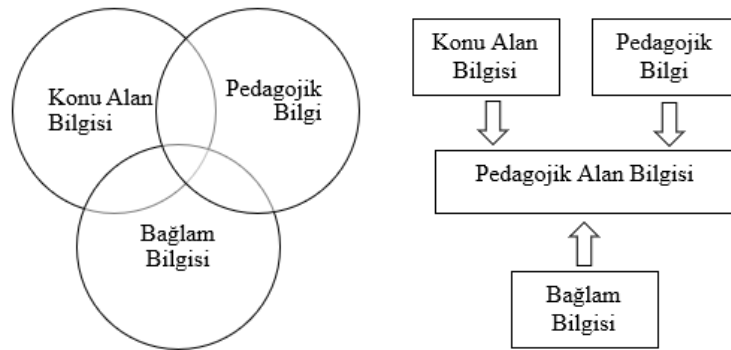 Konu Alan
Bilgisi
Pedagojik
Bilgi
Bağlam
Bilgisi
Konu Alan
Bilgisi
Pedagojik
Bilgi
Pedagojik Alan Bilgisi
Bağlam
Bilgisi